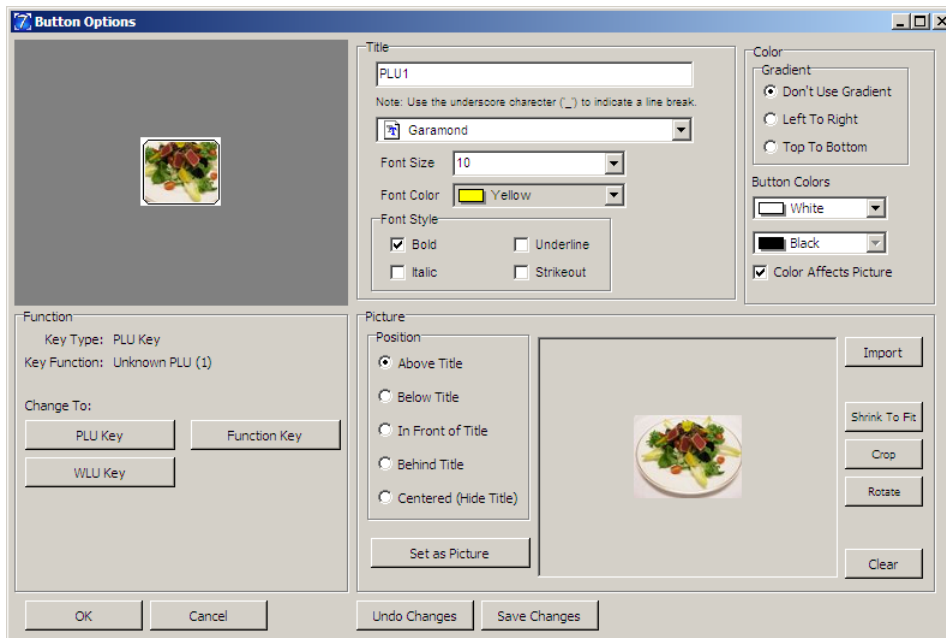 Button Options
Title
PLU1
Note: Use the underscore charecter ('_') to indicate a line break.
Garamond
Font Size 10
Font Color Yellow
Font Style
Bold Underline
Italic Strikeout
Color
Gradient
Don't Use Gradient
Left To Right
Top To Bottom
Button Colors
White
Black
Color Affects Picture
Function
Key Type: PLU Key
Key Function: Unknown PLU (1)
Change To:
PLU Key Function Key
WLU Key
Picture
Position
Above Title
Below Title
In Front of Title
Behind Title
Centered (Hide Title)
Set as Picture
Import
Shrink To Fit
Crop
Rotate
Clear
OK Cancel Undo Changes Save Changes